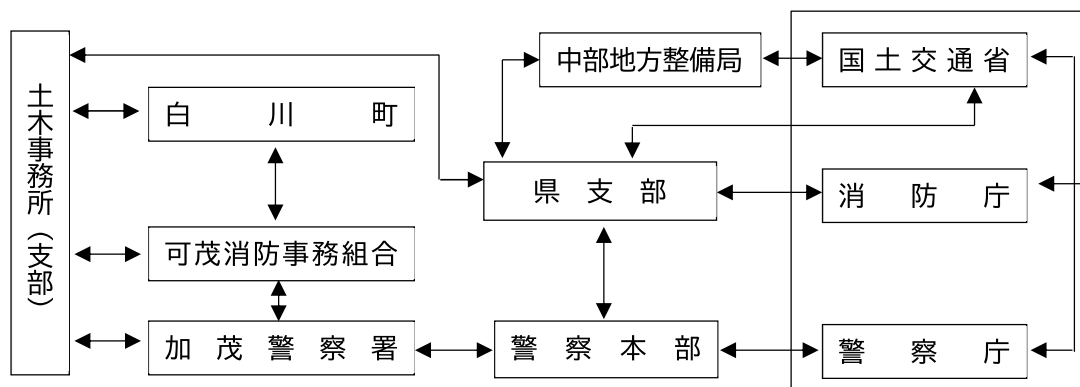 土木事務所（支部）
中部地方整備局
国土交通省
白川町
県支部
消防庁
可茂消防事務組合
加茂警察署
警察本部
警察庁